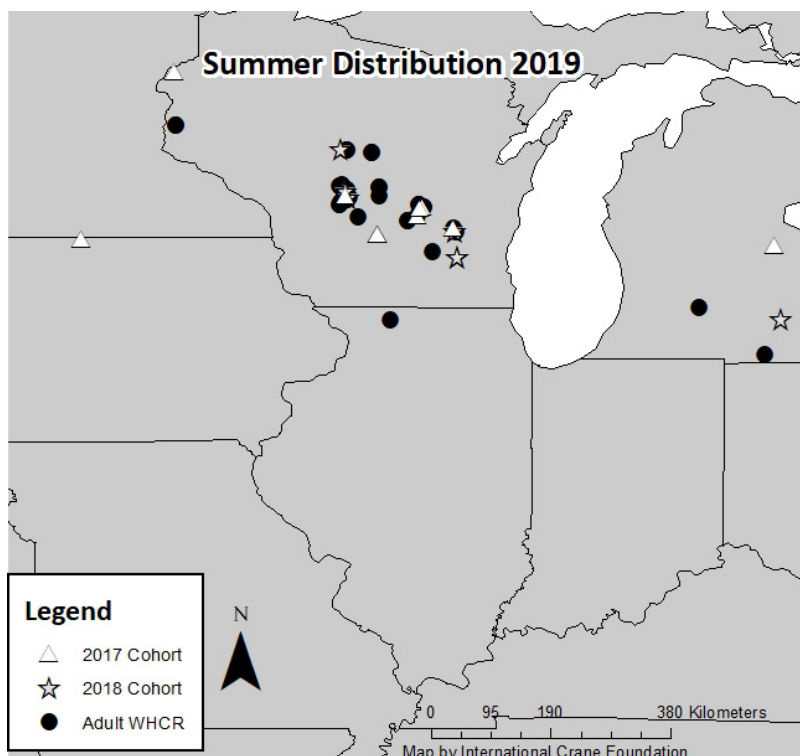 Summer Distribution 2019
Legend
2017 Cohort
2018 Cohort
Adult WHCR
N
0 95 190 380 Kilometers
Map by International Crane Foundation